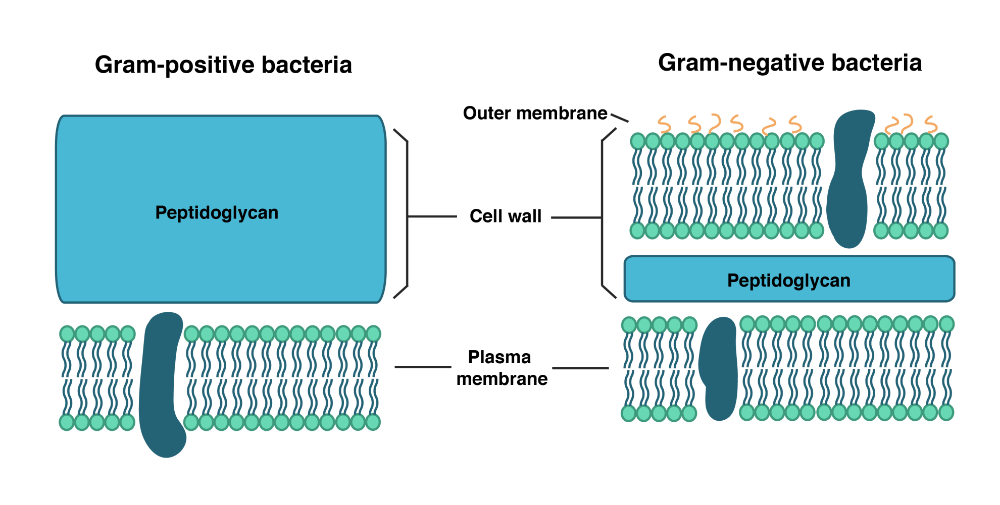 Gram-positive bacteria
Gram-negative bacteria
Outer membrane
Peptidoglycan
Cell wall
Peptidoglycan
Plasma
membrane